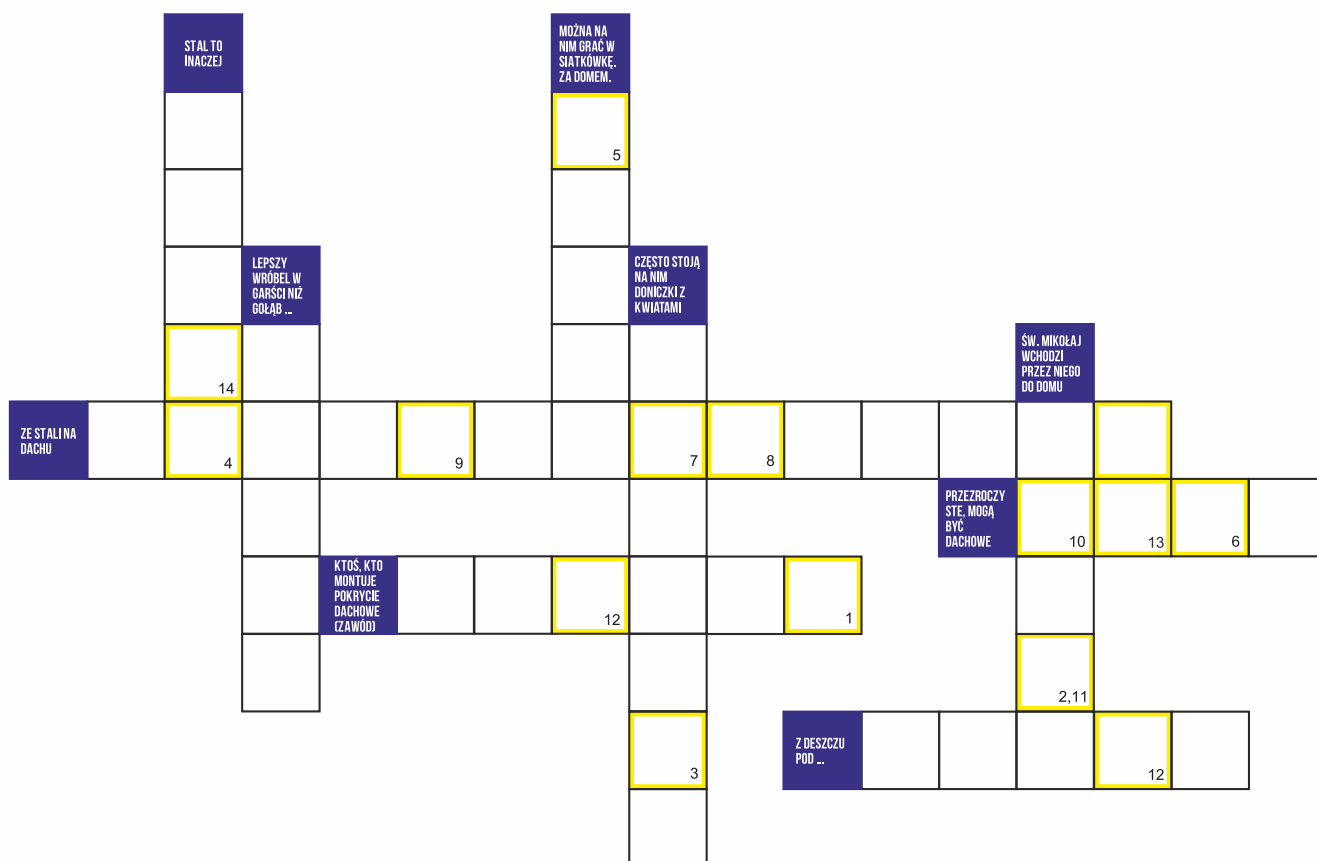 STAL TO
INACZEJ
MOŻNA NA
NIM GRAĆ W
SIATKÓWKĘ.
ZA DOMEM.
5
LEPSZY
WRÓBEL W
GARŚCI NIŻ
GOŁĄB ...
CZĘSTO STOJĄ
NA NIM
DONICZKI Z
KWIATAMI
ŚW. MIKOŁAJ
WCHODZI
PRZEZ NIEGO
DO DOMU
14
ZE STALI NA
DACHU
4
9
7
8
PRZEZROCZY
STE, MOGĄ
BYĆ
DACHOWE
10
13
6
KTOŚ, KTO
MONTUJE
POKRYCIE
DACHOWE
(ZAWÓD)
12
1
2,11
3
Z DESZCZU
POD ...
12